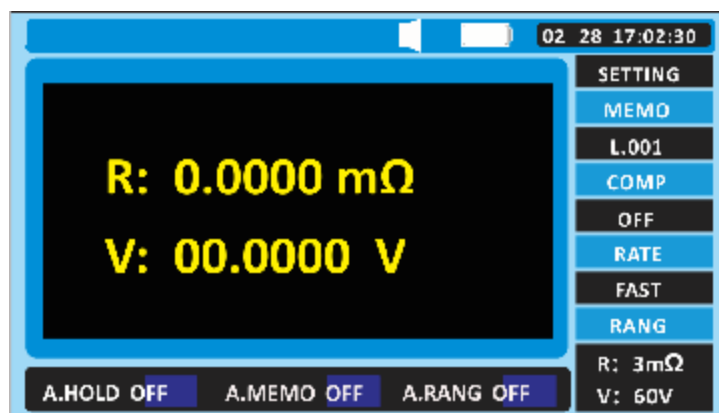 02 28 17:02:30
SETTING
MEMO
L.001
COMP
OFF
RATE
FAST
RANG
R: 3mΩ
V: 60V
R: 0.0000 mΩ
V: 00.0000 V
A.HOLD OFF A.MEMO OFF A.RANG OFF